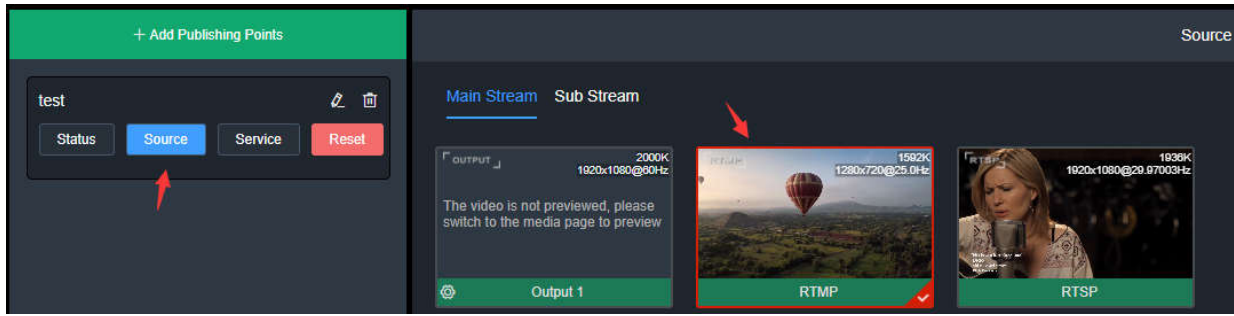 + Add Publishing Points
Source
test
Status
Source
Service
Reset
Main Stream
Sub Stream
OUTPUT
2000K
1920x1080@60Hz
The video is not previewed, please
switch to the media page to preview
Output 1
RTMP
1592K
1280x720@25.0Hz
RTMP
RTSP
1936K
1920x1080@29.97003Hz
RTSP